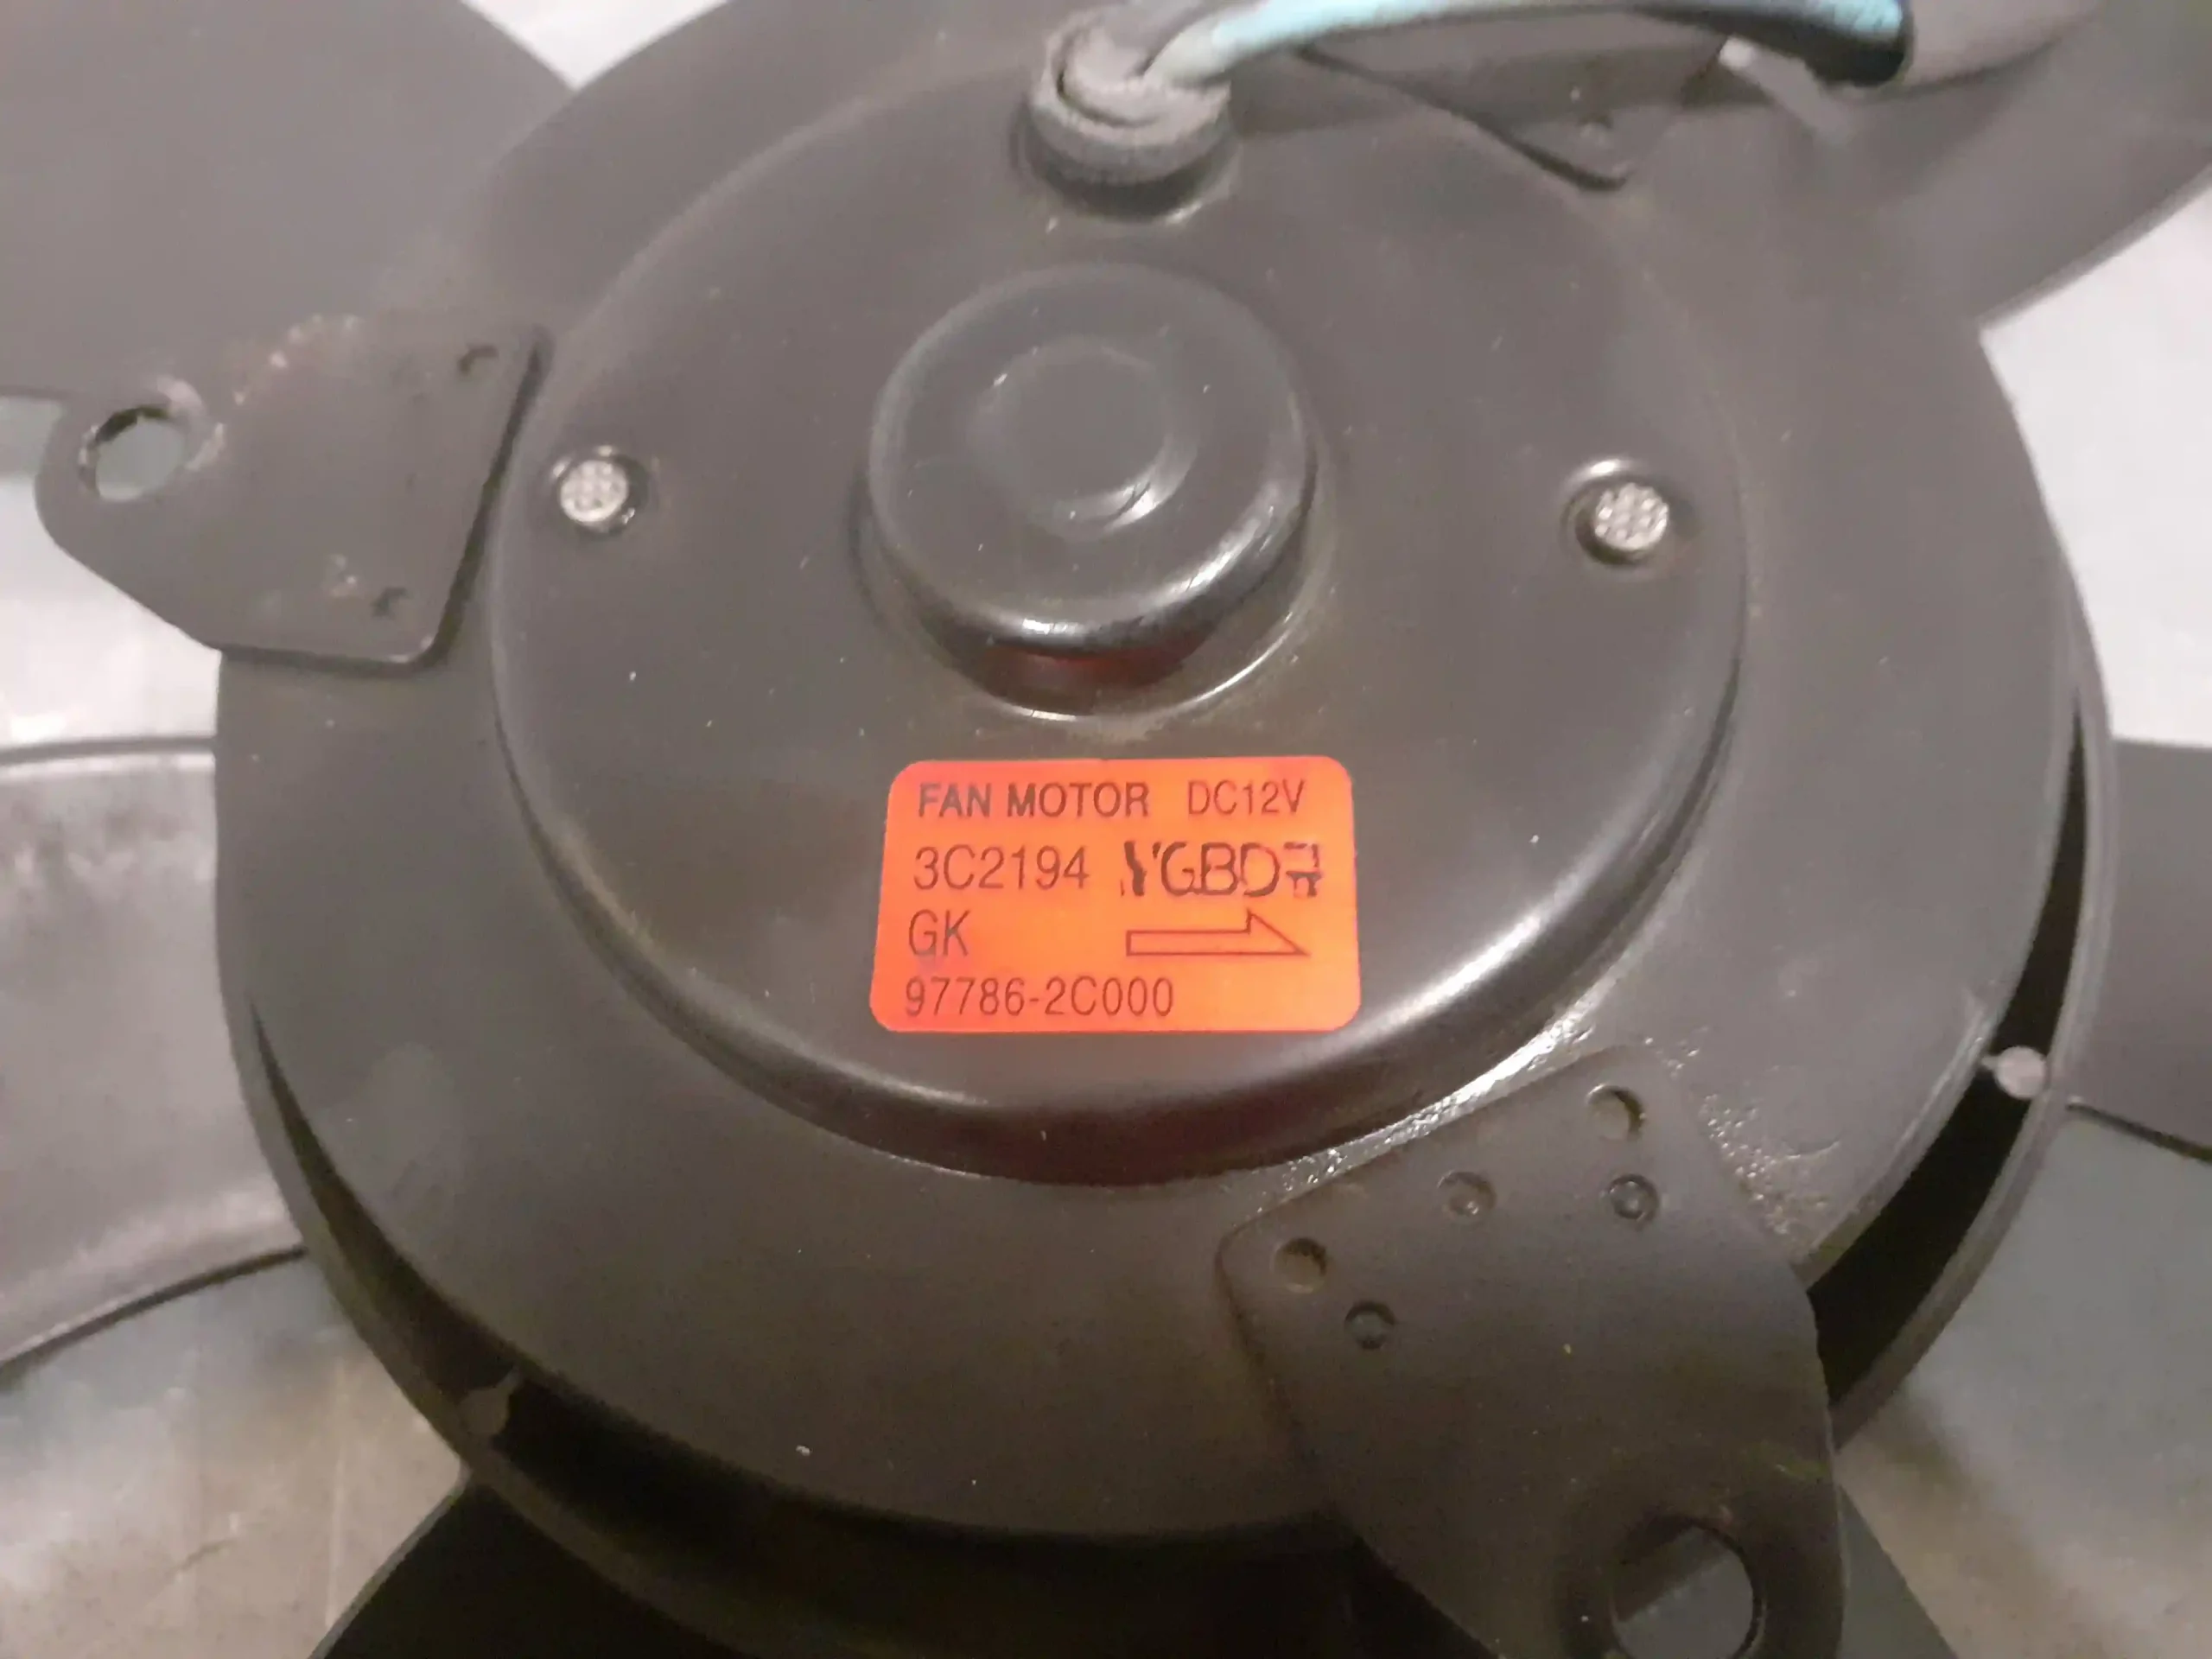 FAN MOTOR DC12V
3C2194
GK
97786-2C000